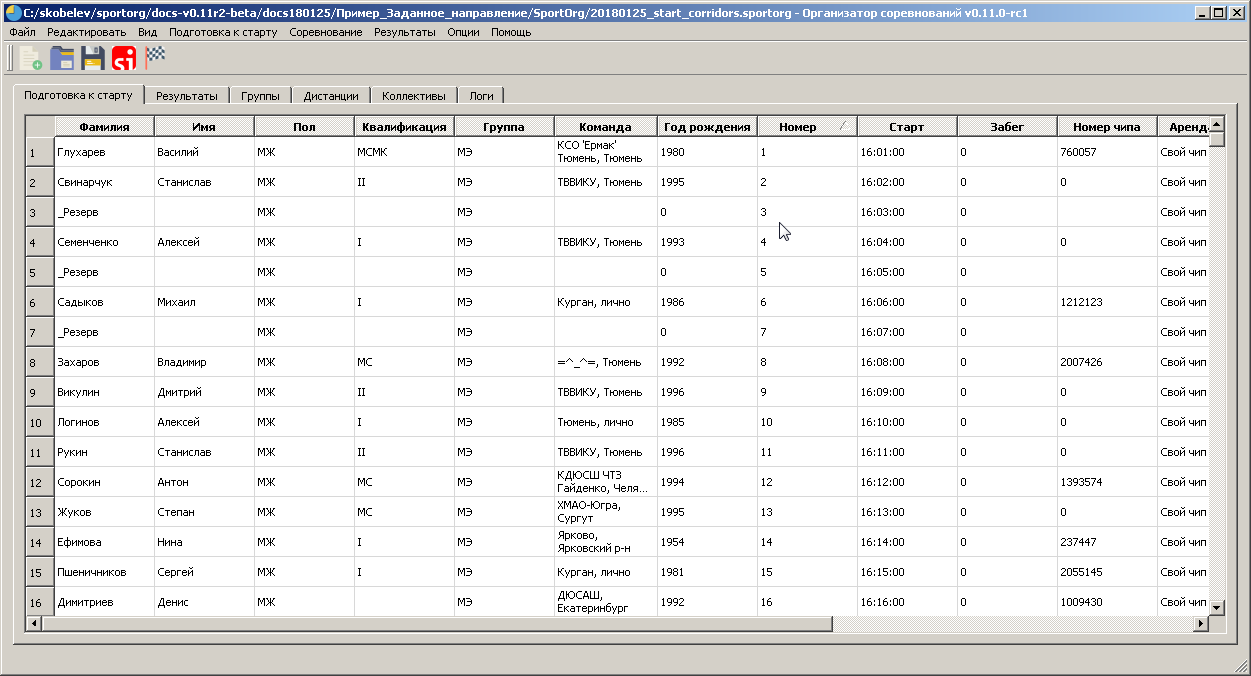 C:/skobelev/sportorg/docs-v0.11r2-beta/docs180125/Пример_Заданное_направление/SportOrg/20180125_start_corridors.sportorg - Организатор соревнований v0.11.0-rc1
Файл Редактировать Вид Подготовка к старту Соревнование Результаты Опции Помощь
si
Подготовка к старту Результаты Группы Дистанции Коллективы Логи
Фамилия Имя Пол Квалификация Группа Команда Год рождения Номер Старт Забег Номер чипа Аренд.
1 Глухарев Василий МЖ МСМК МЭ КСО 'Ермак' Тюмень, Тюмень 1980 1 16:01:00 0 760057 Свой чип
2 Свинарчук Станислав МЖ II МЭ ТВВИКУ, Тюмень 1995 2 16:02:00 0 0 Свой чип
3 _Резерв МЖ МЭ 0 3 16:03:00 0 Свой чип
4 Семенченко Алексей МЖ I МЭ ТВВИКУ, Тюмень 1993 4 16:04:00 0 0 Свой чип
5 _Резерв МЖ МЭ 0 5 16:05:00 0 Свой чип
6 Садыков Михаил МЖ I МЭ Курган, лично 1986 6 16:06:00 0 1212123 Свой чип
7 _Резерв МЖ МЭ 0 7 16:07:00 0 Свой чип
8 Захаров Владимир МЖ МС МЭ =^_^=, Тюмень 1992 8 16:08:00 0 2007426 Свой чип
9 Викулин Дмитрий МЖ II МЭ ТВВИКУ, Тюмень 1996 9 16:09:00 0 0 Свой чип
10 Логинов Алексей МЖ I МЭ Тюмень, лично 1985 10 16:10:00 0 0 Свой чип
11 Рукин Станислав МЖ II МЭ ТВВИКУ, Тюмень 1996 11 16:11:00 0 0 Свой чип
12 Сорокин Антон МЖ МС МЭ КДЮСШ ЧТЗ Гайденко, Челя... 1994 12 16:12:00 0 1393574 Свой чип
13 Жуков Степан МЖ МС МЭ ХМАО-Югра, Сургут 1995 13 16:13:00 0 0 Свой чип
14 Ефимова Нина МЖ I МЭ Ярково, Ярковский р-н 1954 14 16:14:00 0 237447 Свой чип
15 Пшеничников Сергей МЖ I МЭ Курган, лично 1981 15 16:15:00 0 2055145 Свой чип
16 Димитриев Денис МЖ МЭ ДЮСАШ, Екатеринбург 1992 16 16:16:00 0 1009430 Свой чип